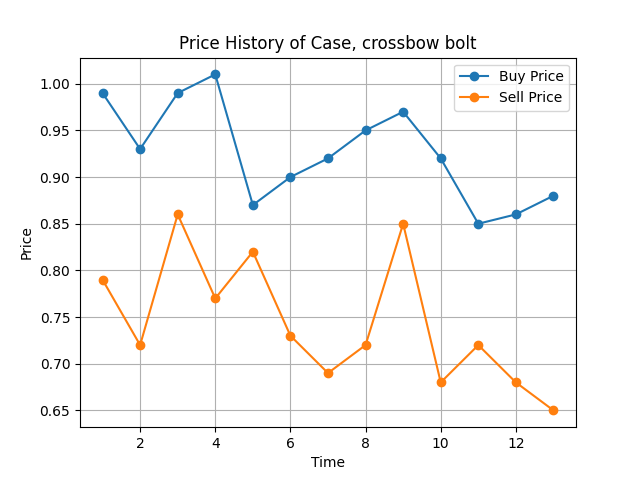 Price History of Case, crossbow bolt
Buy Price
Sell Price
Price
1.00
0.95
0.90
0.85
0.80
0.75
0.70
0.65
2 4 6 8 10 12
Time